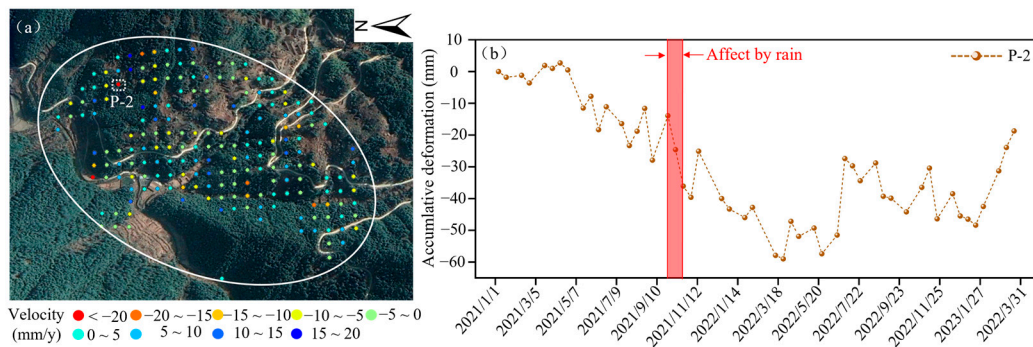 (a)
N
P-2
Velocity
(mm/y)
< −20
−20 ~ −15
−15 ~ −10
−10 ~ −5
−5 ~ 0
0 ~ 5
5 ~ 10
10 ~ 15
15 ~ 20
(b)
Affect by rain
P-2
Accumulative deformation (mm)
10
0
−10
−20
−30
−40
−50
−60
2021/1/1
2021/3/5
2021/5/7
2021/7/9
2021/9/10
2021/11/12
2022/1/14
2022/3/18
2022/5/20
2022/7/22
2022/9/23
2022/11/25
2023/1/27
2022/3/31